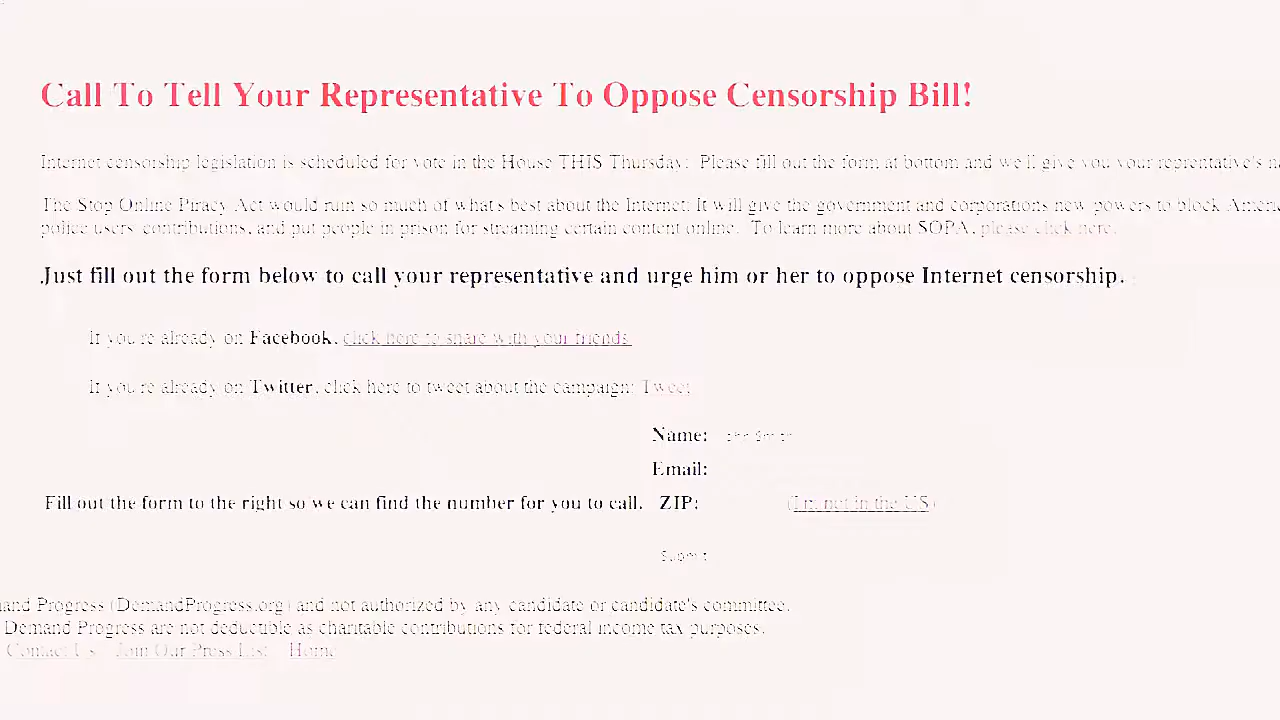 Call To Tell Your Representative To Oppose Censorship Bill!
Internet censorship legislation is scheduled for vote in the House THIS Thursday: Please fill out the form at bottom and we'll give you your reprentative's
The Stop Online Piracy Act would ruin so much of what's best about the Internet: It will give the government and corporations new powers to block
police users' contributions, and put people in prison for streaming certain content online. To learn more about SOPA, please click here.
Just fill out the form below to call your representative and urge him or her to oppose Internet censorship.
If you're already on Facebook, click here to share with your friends.
If you're already on Twitter, click here to tweet about the campaign: Tweet
Name:
Email:
Fill out the form to the right so we can find the number for you to call. ZIP: (I'm not in the US)
Submit
Progress (DemandProgress.org) and not authorized by any candidate or candidate's committee.
Demand Progress are not deductible as charitable contributions for federal income tax purposes.
Contact Us Join Our Press List Home